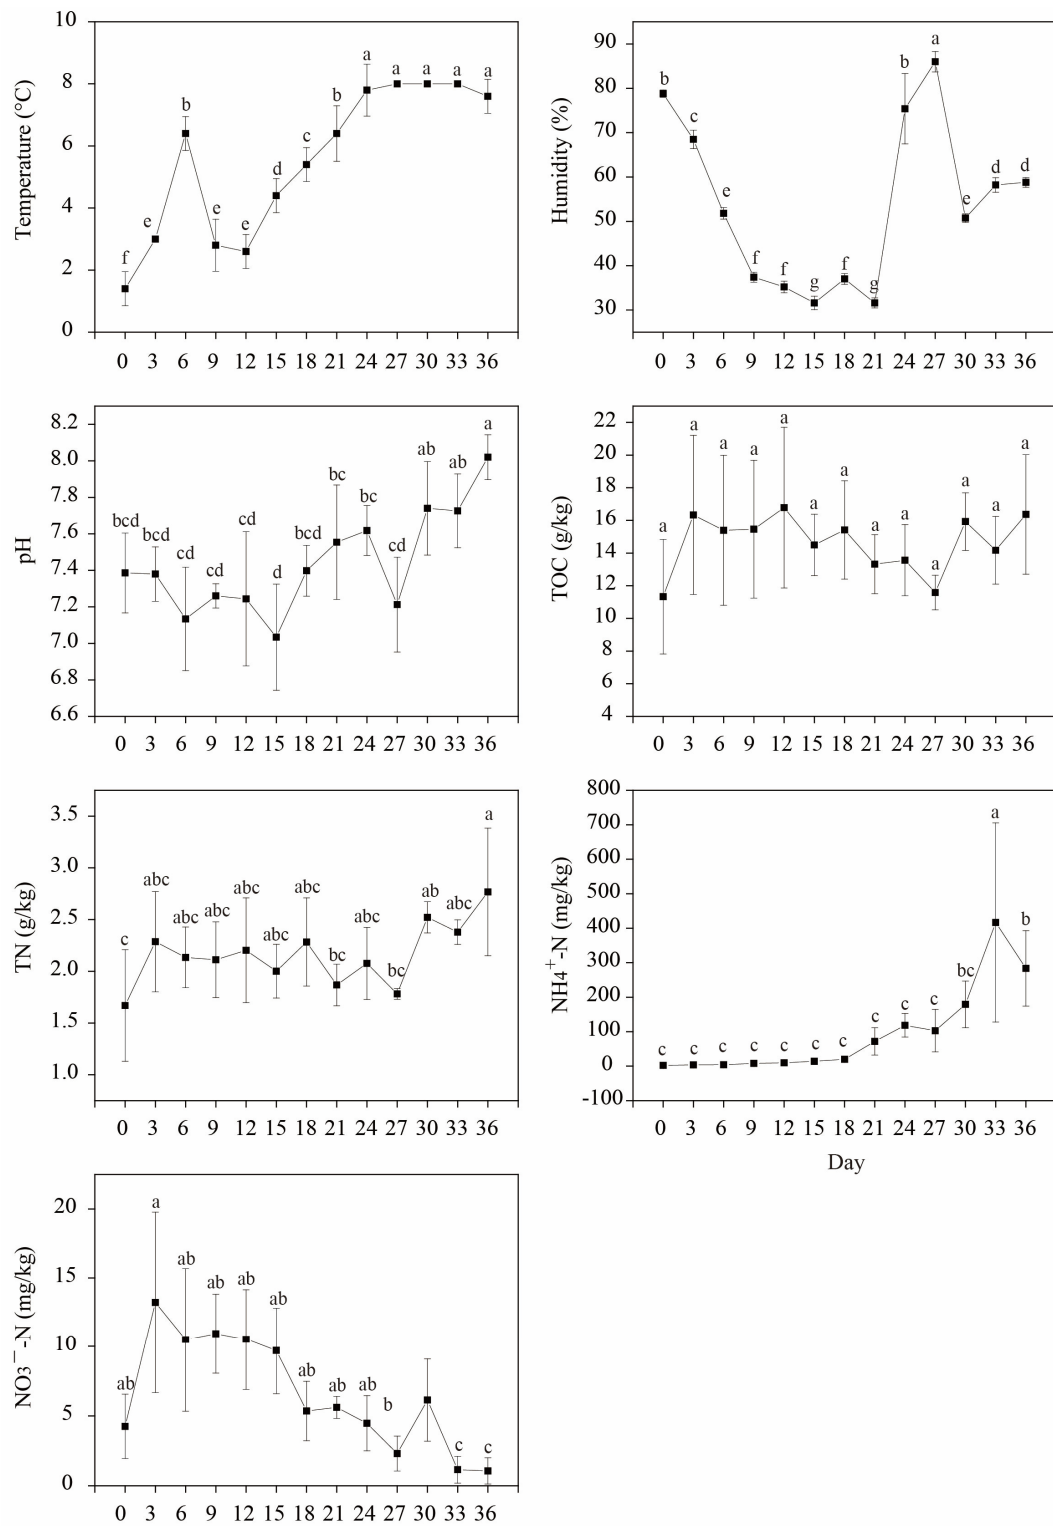 Temperature (°C)
10
8
6
4
2
0
f
e
b
e
e
d
c
b
a
a
a
a
a
0 3 6 9 12 15 18 21 24 27 30 33 36
Humidity (%)
90
80
70
60
50
40
30
b
c
e
f
f
g
f
g
b
a
e
d
d
0 3 6 9 12 15 18 21 24 27 30 33 36
pH
8.2
8.0
7.8
7.6
7.4
7.2
7.0
6.8
6.6
bcd
bcd
cd
cd
cd
d
bcd
bc
bc
cd
ab
ab
a
0 3 6 9 12 15 18 21 24 27 30 33 36
TOC (g/kg)
22
20
18
16
14
12
10
8
6
4
a
a
a
a
a
a
a
a
a
a
a
a
a
0 3 6 9 12 15 18 21 24 27 30 33 36
TN (g/kg)
3.5
3.0
2.5
2.0
1.5
1.0
c
abc
abc
abc
abc
abc
abc
bc
abc
bc
ab
abc
a
0 3 6 9 12 15 18 21 24 27 30 33 36
NH4+-N (mg/kg)
800
700
600
500
400
300
200
100
0
-100
c
c
c
c
c
c
c
c
c
c
bc
a
b
0 3 6 9 12 15 18 21 24 27 30 33 36
Day
NO3−-N (mg/kg)
20
15
10
5
0
ab
a
ab
ab
ab
ab
ab
ab
ab
b
c
c
0 3 6 9 12 15 18 21 24 27 30 33 36